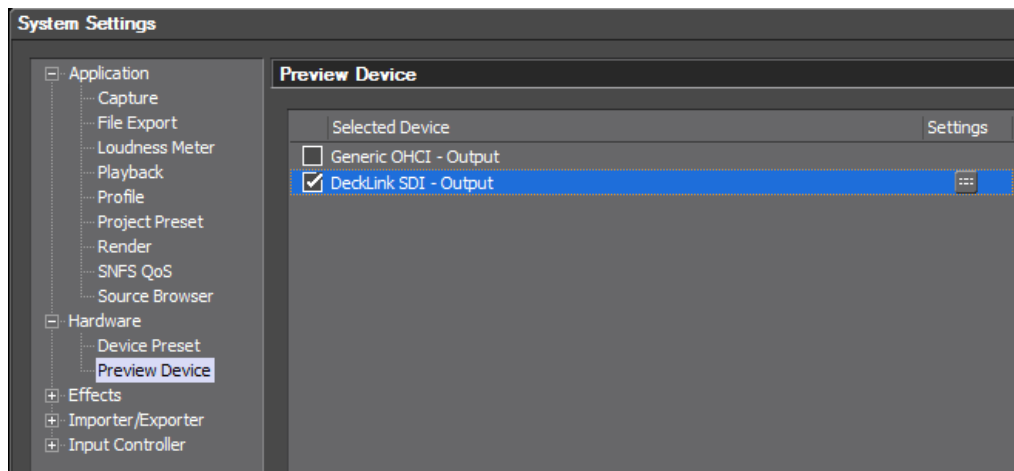 System Settings
Application
Capture
File Export
Loudness Meter
Playback
Profile
Project Preset
Render
SNFS QoS
Source Browser
Hardware
Device Preset
Preview Device
Effects
Importer/Exporter
Input Controller
Preview Device
Selected Device Settings
Generic OHCI - Output
DeckLink SDI - Output